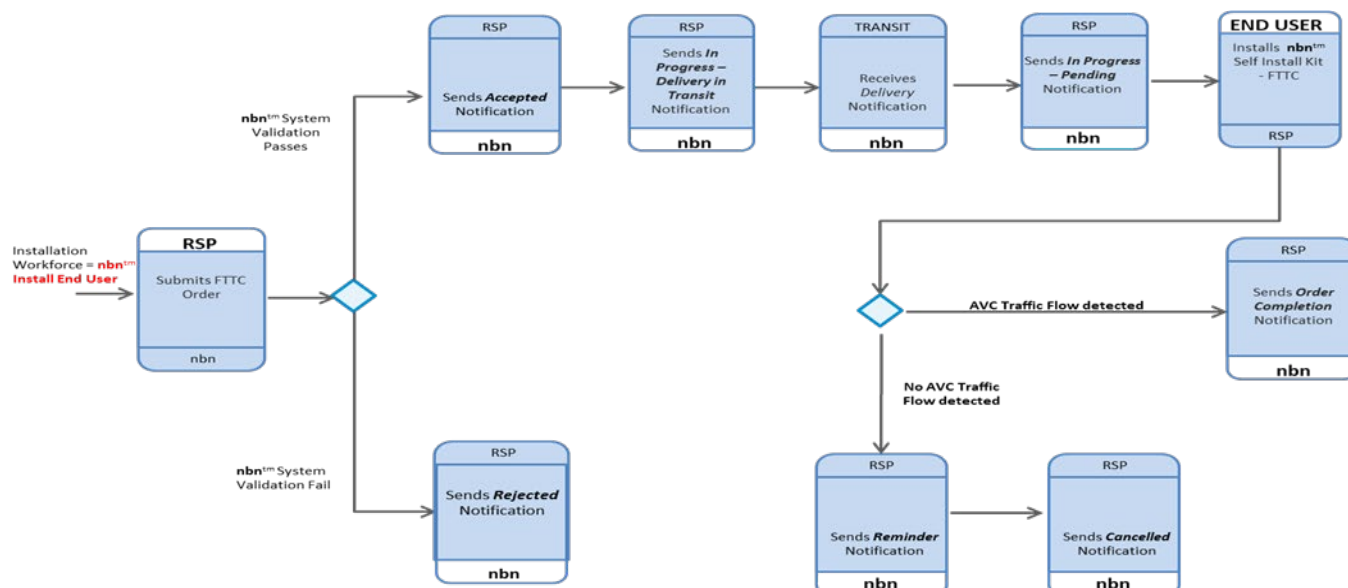 RSP
Sends Accepted
Notification
nbn
RSP
Sends In
Progress –
Delivery in
Transit
Notification
nbn
TRANSIT
Receives
Delivery
Notification
nbn
RSP
Sends In Progress
– Pending
Notification
nbn
END USER
Installs nbn™
Self Install Kit
- FTTC
RSP
nbn™ System
Validation
Passes
Installation
Workforce = nbn™
Install End User
RSP
Submits FTTC
Order
nbn
AVC Traffic Flow detected
RSP
Sends Order
Completion
Notification
nbn
No AVC Traffic
Flow detected
nbn™ System
Validation Fail
RSP
Sends Rejected
Notification
nbn
RSP
Sends Reminder
Notification
nbn
RSP
Sends Cancelled
Notification
nbn